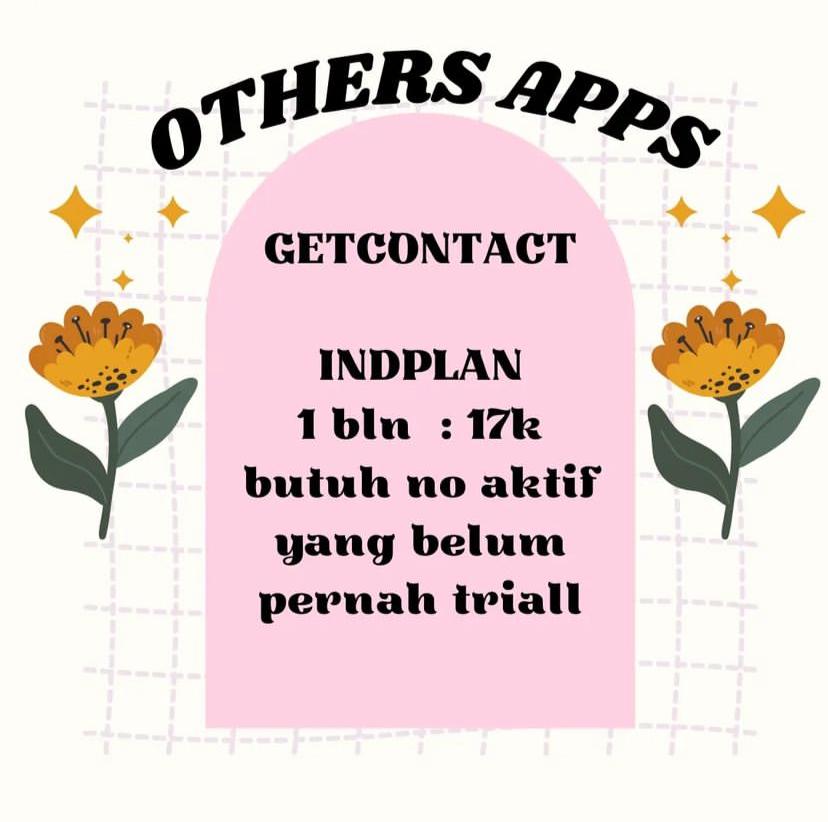 OTHERS APPS
GETCONTACT
INDPLAN
1 bln : 17k
butuh no aktif
yang belum
pernah triall